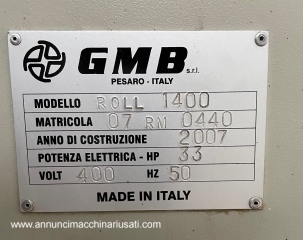 GMB s.r.l.
PESARO - ITALY
MODELLO ROLL 1400
MATRICOLA 07 RM 0440
ANNO DI COSTRUZIONE 2007
POTENZA ELETTRICA - HP 33
VOLT 400 HZ 50
MADE IN ITALY
www.annuncimacchinariusati.com